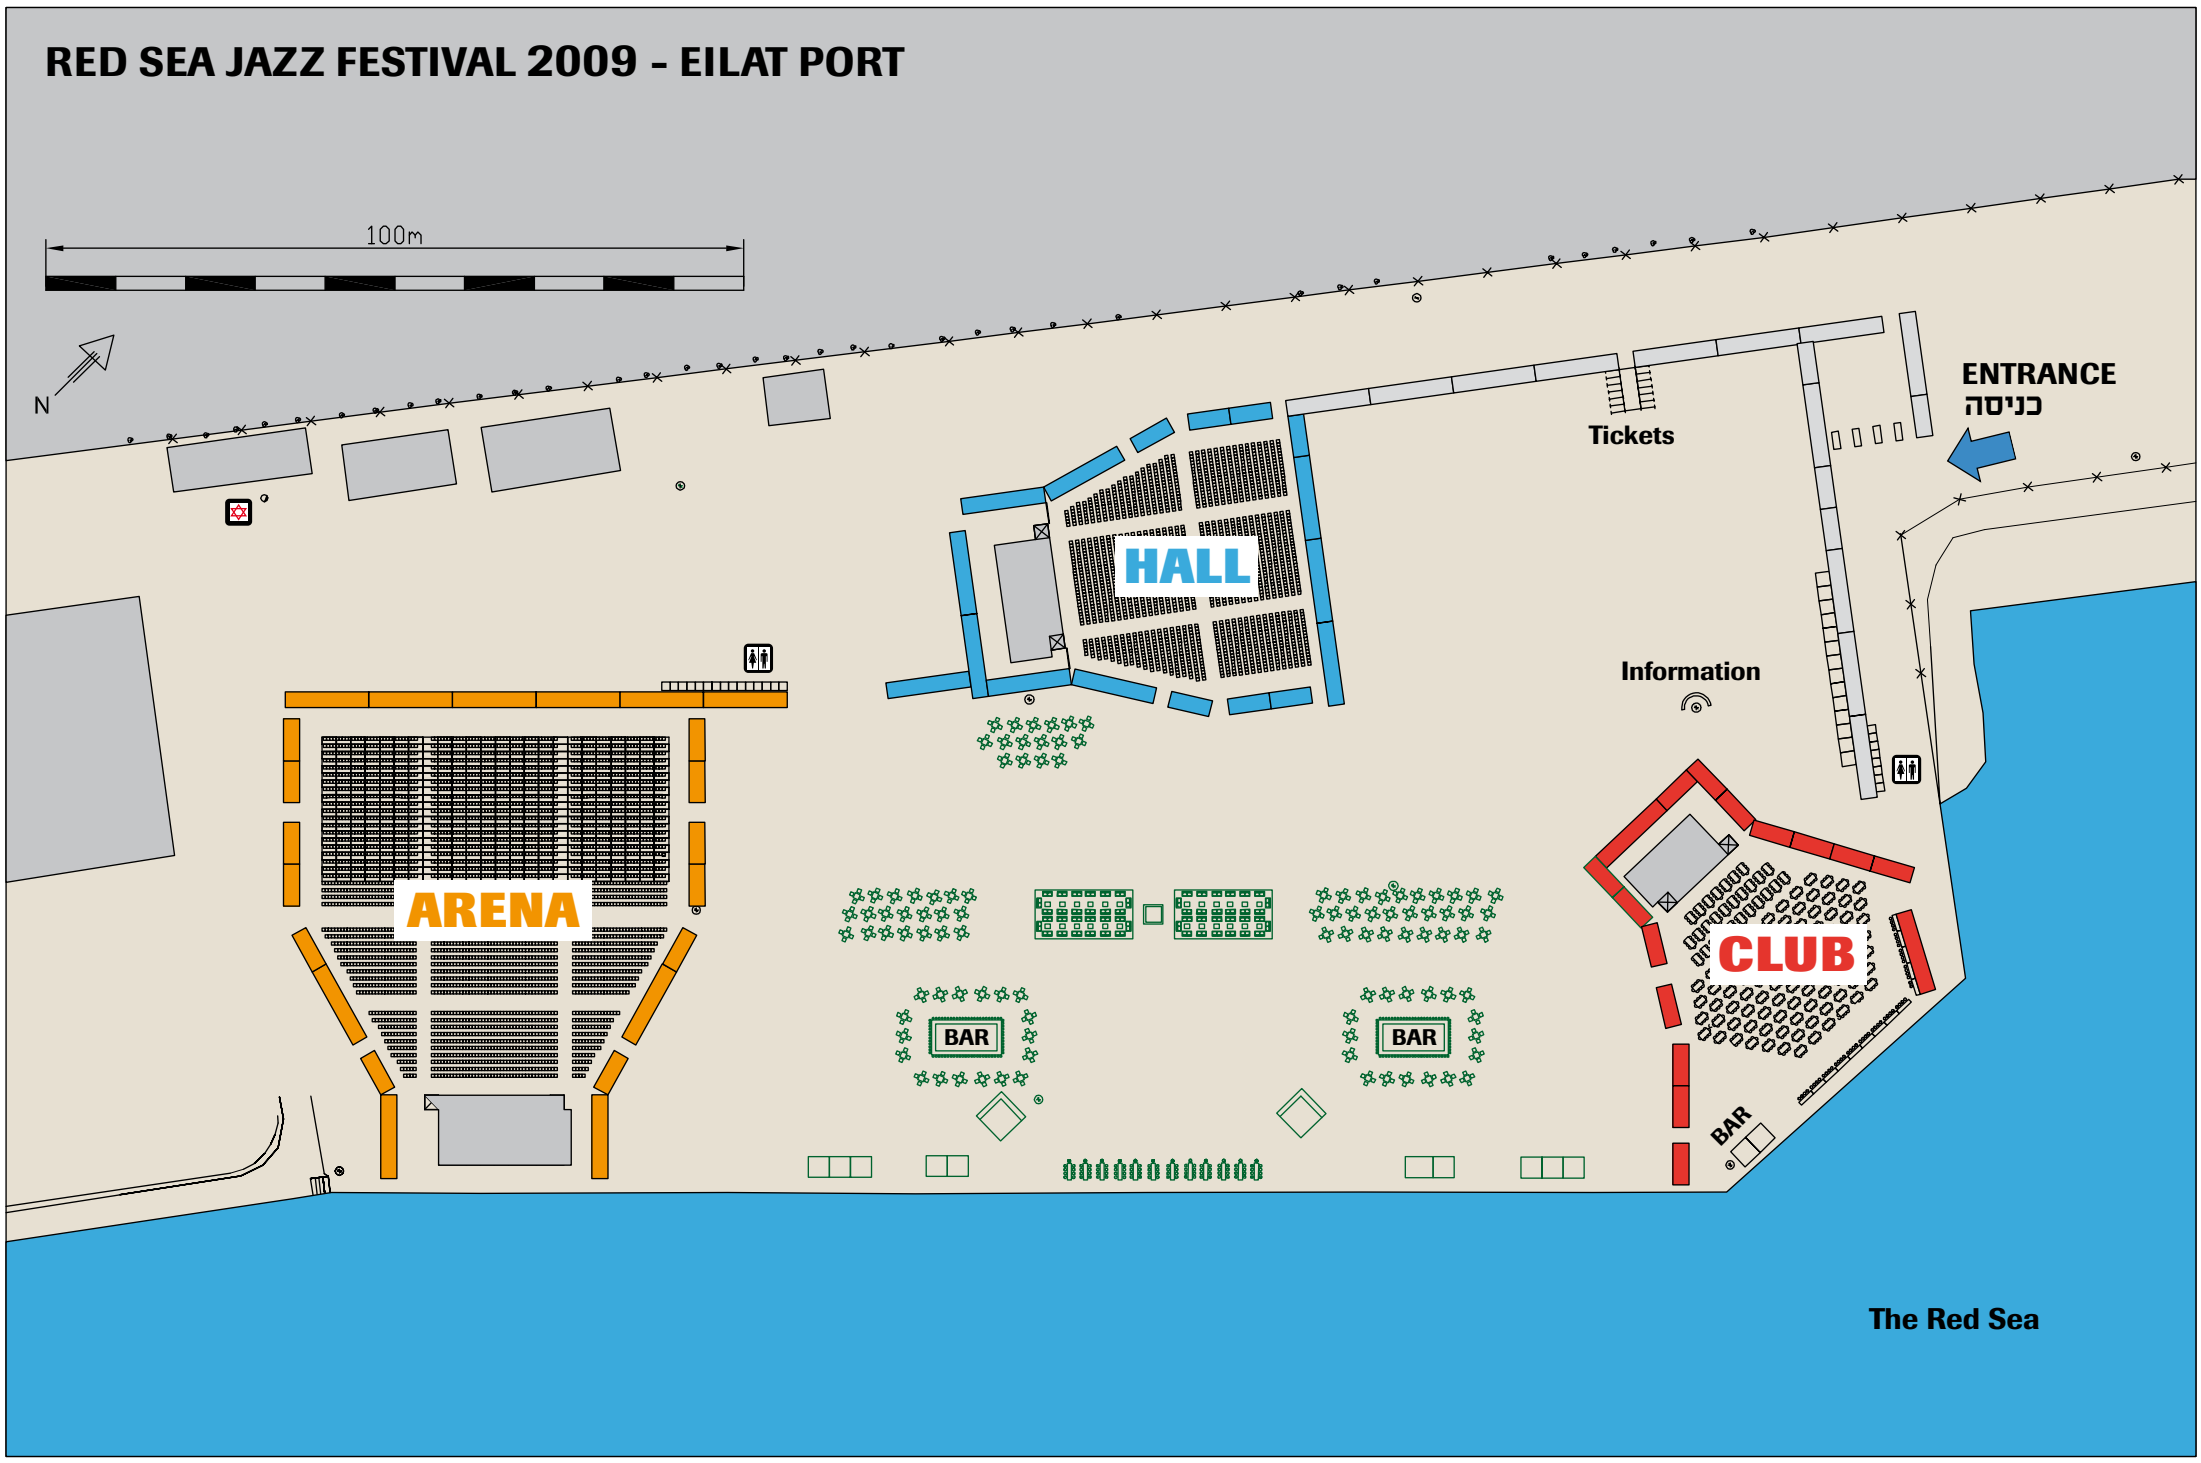 RED SEA JAZZ FESTIVAL 2009 - EILAT PORT
100m
N
ENTRANCE
כניסה
Tickets
HALL
Information
ARENA
CLUB
BAR
BAR
BAR
The Red Sea